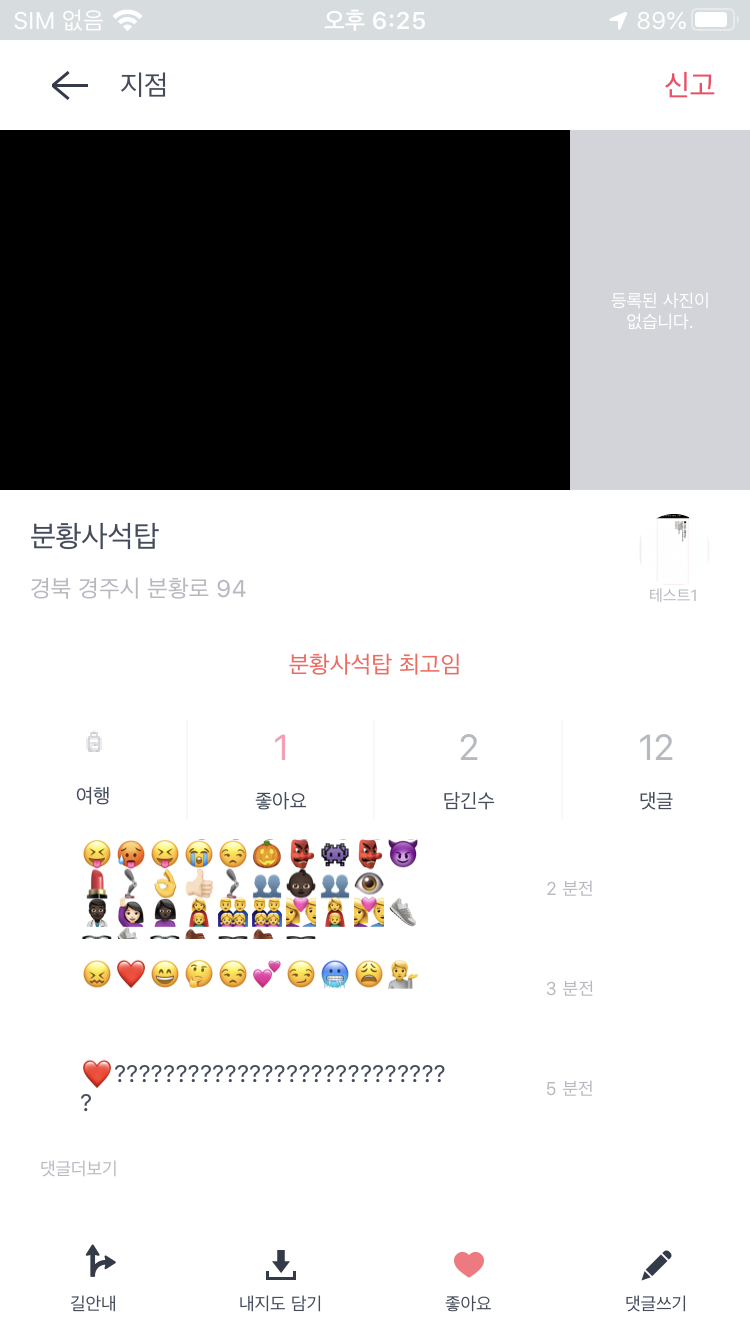 SIM 없음 오후 6:25 89%
지점 신고
등록된 사진이
없습니다.
분황사석탑
경북 경주시 분황로 94
테스트1
분황사석탑 최고임
1 2 12
여행 좋아요 담긴수 댓글
😝🥵😝😭😒🎃👺👾👺😈
2 분전
😖❤️😄🤔😒💕😏🥶😩💁
3 분전
❤️???????????????????????????
?
5 분전
댓글더보기
길안내 내지도 담기 좋아요 댓글쓰기